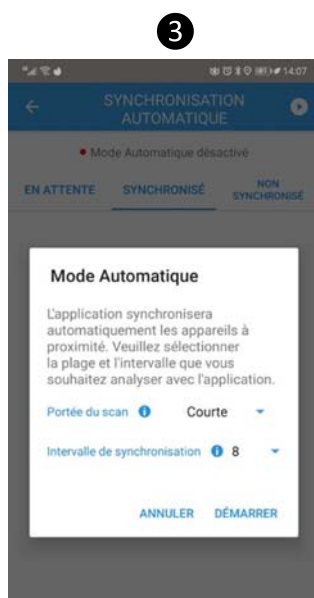 3
14:07
SYNCHRONISATION
AUTOMATIQUE
Mode Automatique désactivé
EN ATTENTE SYNCHRONISÉ NON
SYNCHRONISÉ
Mode Automatique
L'application synchronisera
automatiquement les appareils à
proximité. Veuillez sélectionner
la plage et l'intervalle que vous
souhaitez analyser avec l'application.
Portée du scan Courte
Intervalle de synchronisation 8
ANNULER DÉMARRER